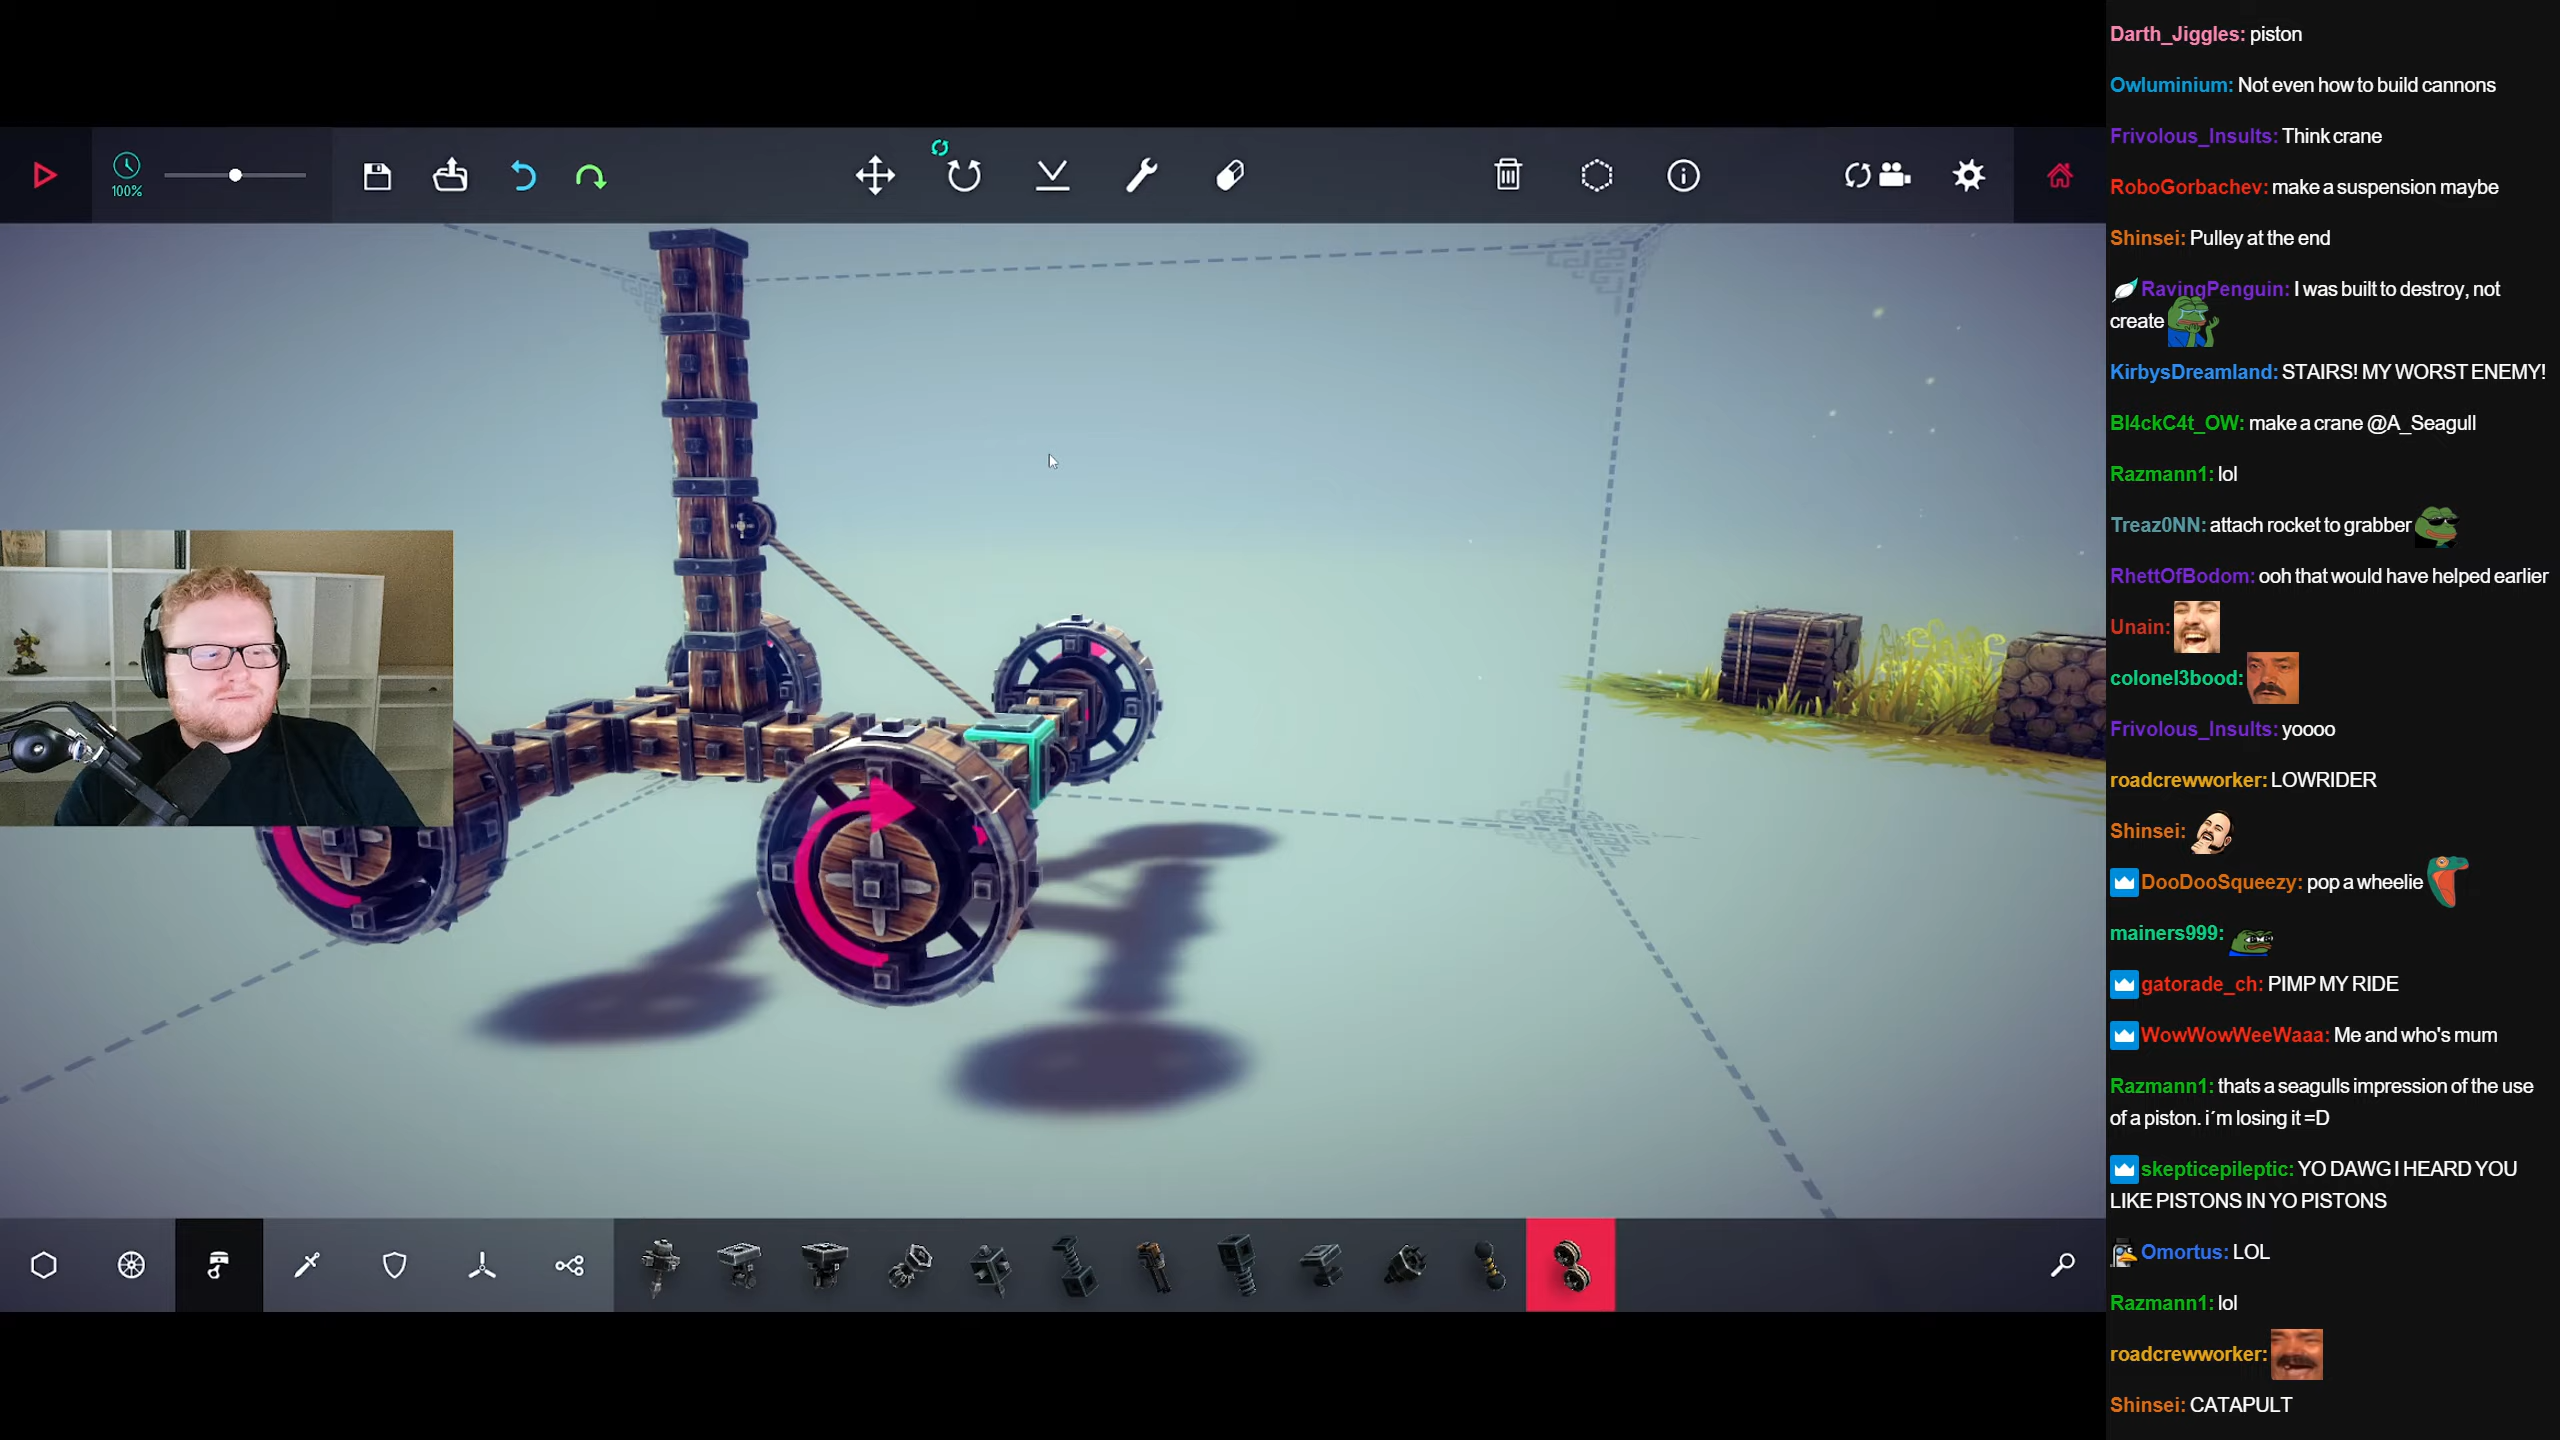 100%
Darth_Jiggles: piston
Owluminium: Not even how to build cannons
Frivolous_Insults: Think crane
RoboGorbachev: make a suspension maybe
Shinsei: Pulley at the end
RavingPenguin: I was built to destroy, not
create
KirbysDreamland: STAIRS! MY WORST ENEMY!
Bl4ckC4t_OW: make a crane @A_Seagull
Razmann1: lol
Treaz0NN: attach rocket to grabber
RhettOfBodom: ooh that would have helped earlier
Unain:
colonel3bood:
Frivolous_Insults: yoooo
roadcrewworker: LOWRIDER
Shinsei:
DooDooSqueezy: pop a wheelie
mainers999:
gatorade_ch: PIMP MY RIDE
WowWowWeeWaaa: Me and who's mum
Razmann1: thats a seagulls impression of the use
of a piston. i´m losing it =D
skepticepileptic: YO DAWG I HEARD YOU
LIKE PISTONS IN YO PISTONS
Omortus: LOL
Razmann1: lol
roadcrewworker:
Shinsei: CATAPULT